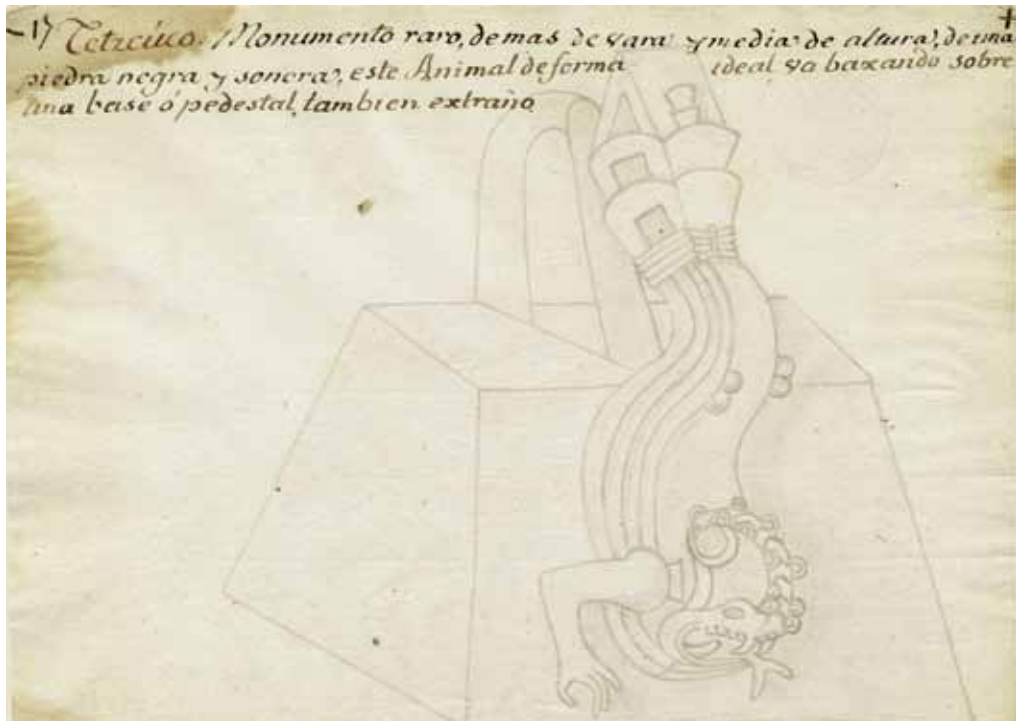 17 Tetzcuco. Monumento raro, de mas de vara y media de altura, de una
piedra negra y sonora, este Animal de forma ideal va baxando sobre
una base ó pedestal, tambien extraño